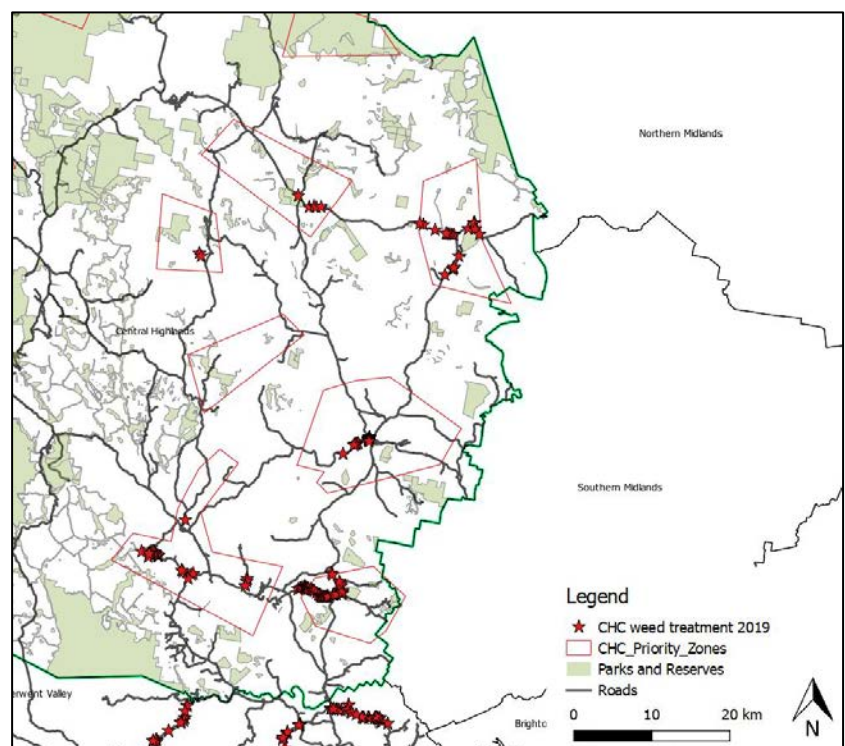 Northern Midlands
Central Highlands
Southern Midlands
Legend
CHC weed treatment 2019
CHC_Priority_Zones
Parks and Reserves
Roads
erwent Valley
Brighto
0 10 20 km
N